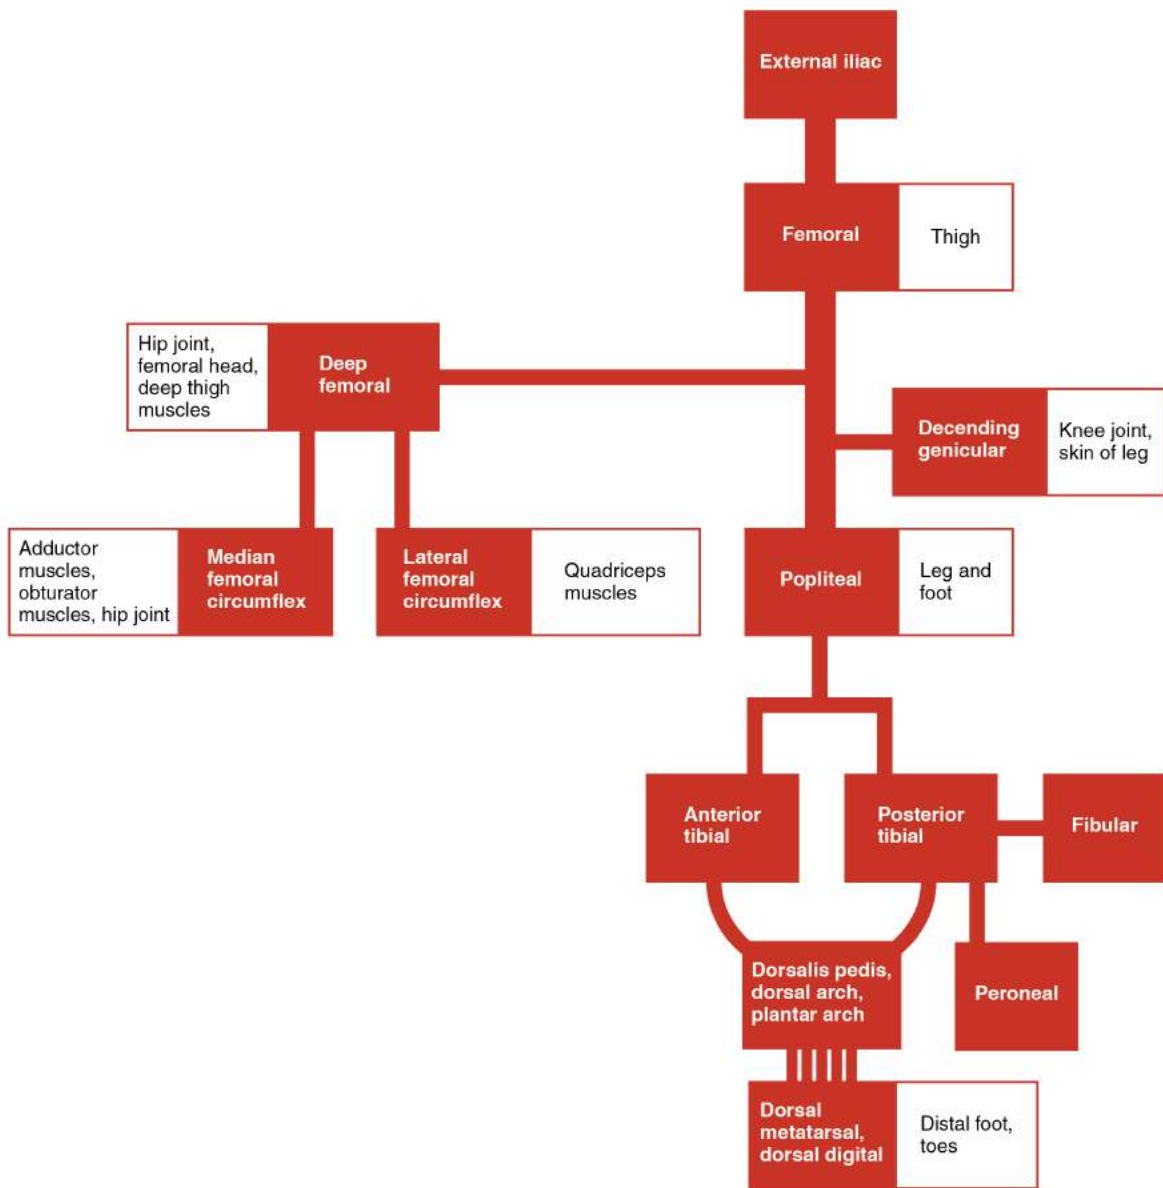 External iliac
Femoral
Thigh
Hip joint,
femoral head,
deep thigh
muscles
Deep
femoral
Decending
genicular
Knee joint,
skin of leg
Adductor
muscles,
obturator
muscles, hip joint
Median
femoral
circumflex
Lateral
femoral
circumflex
Quadriceps
muscles
Popliteal
Leg and
foot
Anterior
tibial
Posterior
tibial
Fibular
Dorsalis pedis,
dorsal arch,
plantar arch
Peroneal
Dorsal
metatarsal,
dorsal digital
Distal foot,
toes